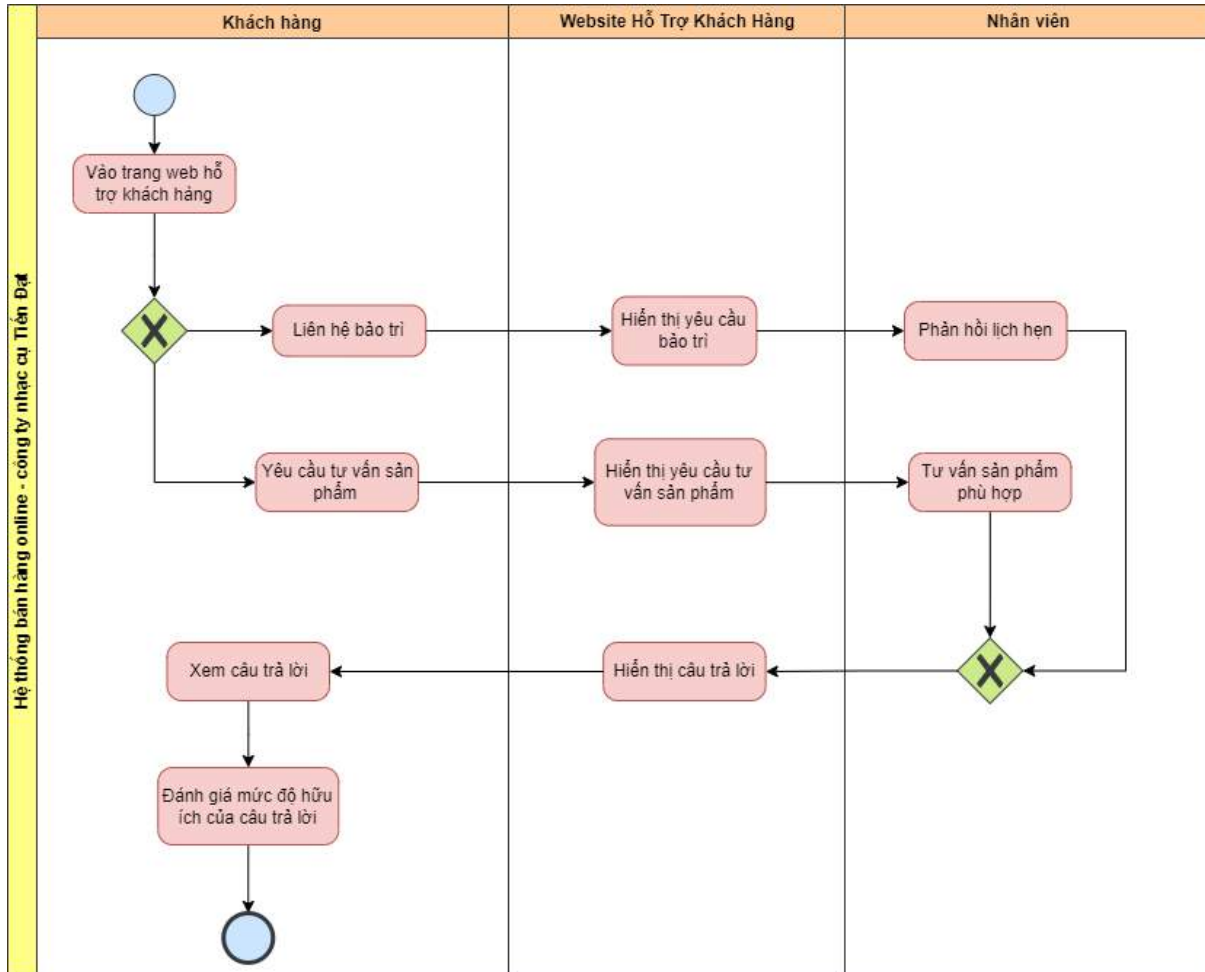 Khách hàng
Website Hỗ Trợ Khách Hàng
Nhân viên
Hệ thống bán hàng online - công ty nhạc cụ Tiến Đạt
Vào trang web hỗ
trợ khách hàng
Liên hệ bảo trì
Hiển thị yêu cầu
bảo trì
Phản hồi lịch hẹn
Yêu cầu tư vấn sản
phẩm
Hiển thị yêu cầu tư
vấn sản phẩm
Tư vấn sản phẩm
phù hợp
Xem câu trả lời
Hiển thị câu trả lời
Đánh giá mức độ hữu
ích của câu trả lời